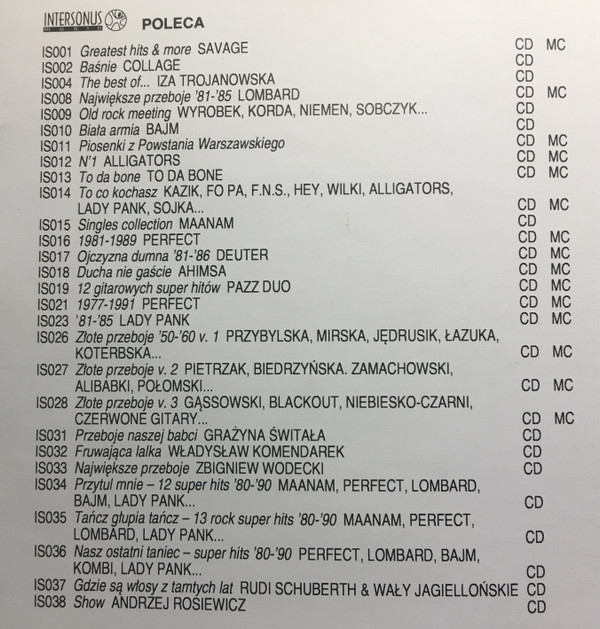 INTERSONUS MUSIC POLECA
IS001 Greatest hits & more SAVAGE CD MC
IS002 Baśnie COLLAGE CD
IS004 The best of... IZA TROJANOWSKA CD
IS008 Największe przeboje '81-'85 LOMBARD CD MC
IS009 Old rock meeting WYROBEK, KORDA, NIEMEN, SOBCZYK... CD
IS010 Biała armia BAJM CD
IS011 Piosenki z Powstania Warszawskiego CD MC
IS012 N'1 ALLIGATORS CD MC
IS013 To da bone TO DA BONE CD MC
IS014 To co kochasz KAZIK, FO PA, F.N.S., HEY, WILKI, ALLIGATORS,
LADY PANK, SOJKA... CD MC
IS015 Singles collection MAANAM CD
IS016 1981-1989 PERFECT CD MC
IS017 Ojczyzna dumna '81-'86 DEUTER CD MC
IS018 Ducha nie gaście AHIMSA CD MC
IS019 12 gitarowych super hitów PAZZ DUO CD MC
IS021 1977-1991 PERFECT CD MC
IS023 '81-'85 LADY PANK CD MC
IS026 Złote przeboje '50-'60 v. 1 PRZYBYLSKA, MIRSKA, JĘDRUSIK, ŁAZUKA,
KOTERBSKA... CD MC
IS027 Złote przeboje v. 2 PIETRZAK, BIEDRZYŃSKA. ZAMACHOWSKI,
ALIBABKI, POŁOMSKI... CD MC
IS028 Złote przeboje v. 3 GĄSSOWSKI, BLACKOUT, NIEBIESKO-CZARNI,
CZERWONE GITARY... CD MC
IS031 Przeboje naszej babci GRAŻYNA ŚWITAŁA CD
IS032 Fruwająca lalka WŁADYSŁAW KOMENDAREK CD
IS033 Największe przeboje ZBIGNIEW WODECKI CD
IS034 Przytul mnie – 12 super hits '80-'90 MAANAM, PERFECT, LOMBARD,
BAJM, LADY PANK... CD
IS035 Tańcz głupia tańcz – 13 rock super hits '80-'90 MAANAM, PERFECT,
LOMBARD, LADY PANK... CD
IS036 Nasz ostatni taniec – super hits '80-'90 PERFECT, LOMBARD, BAJM,
KOMBI, LADY PANK... CD
IS037 Gdzie są włosy z tamtych lat RUDI SCHUBERTH & WAŁY JAGIELLOŃSKIE CD
IS038 Show ANDRZEJ ROSIEWICZ CD